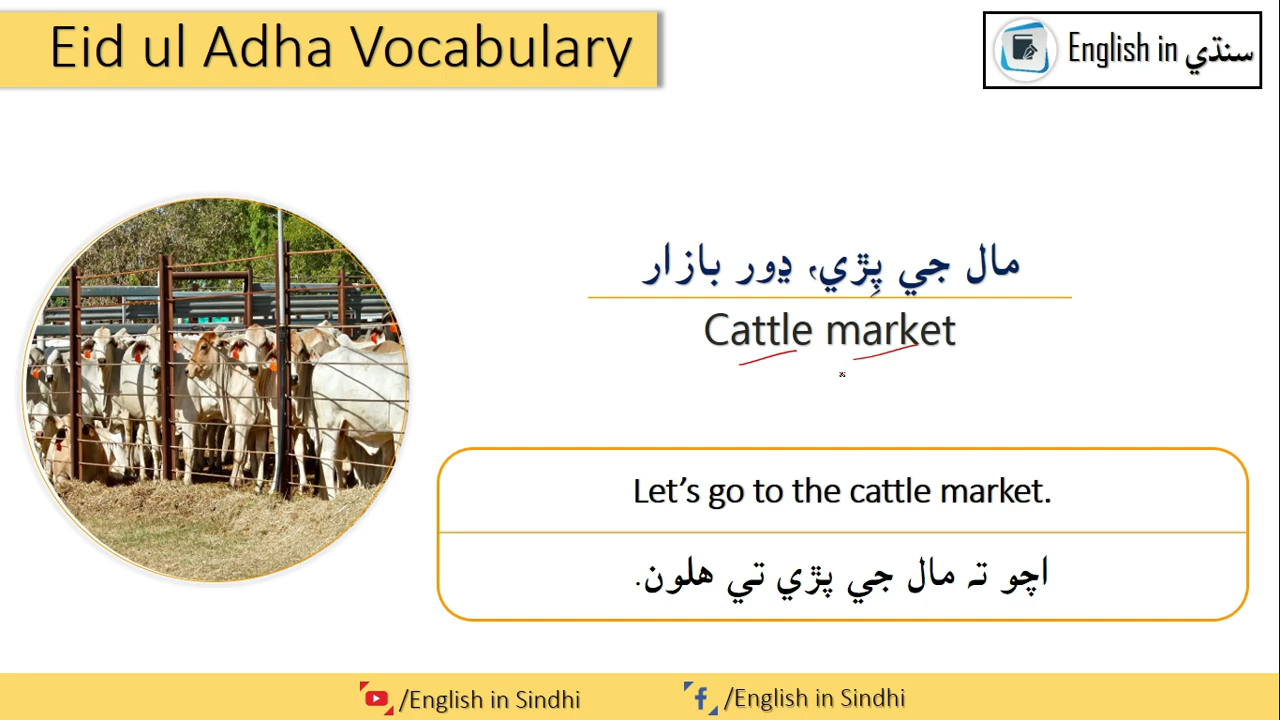 Eid ul Adha Vocabulary
English in سنڌي
مال جي پِڙي، ڍور بازار
Cattle market
Let's go to the cattle market.
اچو ته مال جي پڙي تي هلون.
/English in Sindhi
/English in Sindhi